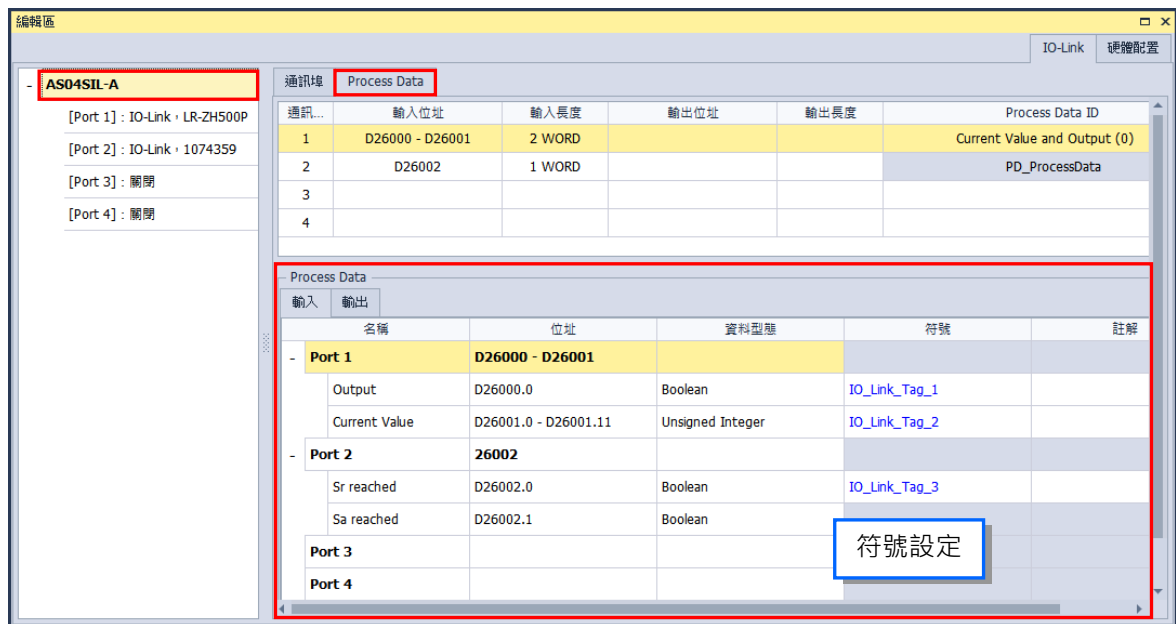 編輯區
IO-Link 硬體配置
- AS04SIL-A
[Port 1] : IO-Link，LR-ZH500P
[Port 2] : IO-Link，1074359
[Port 3] : 關閉
[Port 4] : 關閉
通訊埠 Process Data
通訊... 輸入位址 輸入長度 輸出位址 輸出長度 Process Data ID
1 D26000 - D26001 2 WORD Current Value and Output (0)
2 D26002 1 WORD PD_ProcessData
3
4
Process Data
輸入 輸出
名稱 位址 資料型態 符號 註解
- Port 1 D26000 - D26001
Output D26000.0 Boolean IO_Link_Tag_1
Current Value D26001.0 - D26001.11 Unsigned Integer IO_Link_Tag_2
- Port 2 26002
Sr reached D26002.0 Boolean IO_Link_Tag_3
Sa reached D26002.1 Boolean
符號設定
Port 3
Port 4